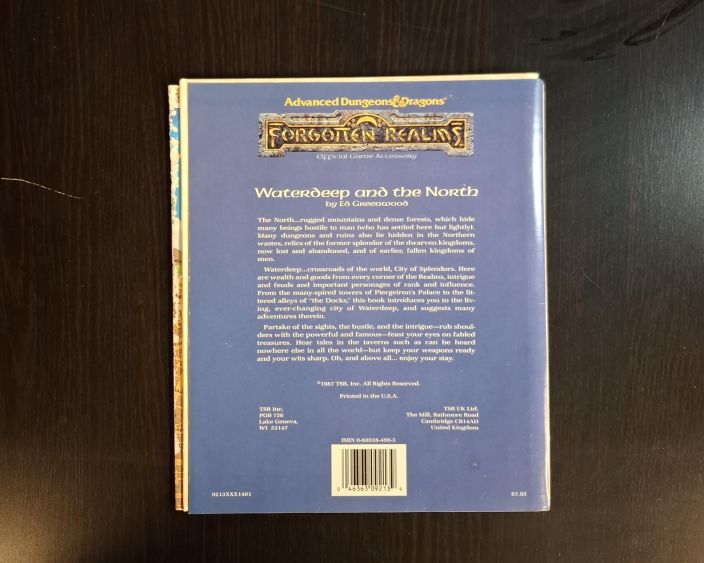 Advanced Dungeons & Dragons™
FORGOTTEN REALMS
Official Game Accessory
Waterdeep and the North
by Ed Greenwood
The North...rugged mountains and dense forests, which hide
many beings hostile to man (who has settled here but lightly).
Many dungeons and ruins also lie hidden in the Northern
wastes, relics of the former splendor of the dwarven kingdoms,
now lost and abandoned, and of earlier, fallen kingdoms of
men.
Waterdeep...crossroads of the world, City of Splendors. Here
are wealth and goods from every corner of the Realms, intrigue
and feuds and important personages of rank and influence.
From the many-spired towers of Piergeiron's Palace to the lit-
tered alleys of "the Docks," this book introduces you to the liv-
ing, ever-changing city of Waterdeep, and suggests many
adventures therein.
Partake of the sights, the bustle, and the intrigue—rub shoul-
ders with the powerful and famous—feast your eyes on fabled
treasures. Hear tales in the taverns such as can be heard
nowhere else in all the world—but keep your weapons ready
and your wits sharp. Oh, and above all... enjoy your stay.
©1987 TSR, Inc. All Rights Reserved.
Printed in the U.S.A.
TSR Inc.
POB 756
Lake Geneva,
WI 53147
TSR UK Ltd.
The Mill, Rathmore Road
Cambridge CB14AD
United Kingdom
ISBN 0-88038-490-5
0 46363 09213 9
9213XXX1401
$7.95